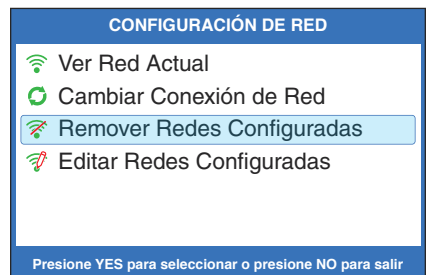 CONFIGURACIÓN DE RED
Ver Red Actual
Cambiar Conexión de Red
Remover Redes Configuradas
Editar Redes Configuradas
Presione YES para seleccionar o presione NO para salir